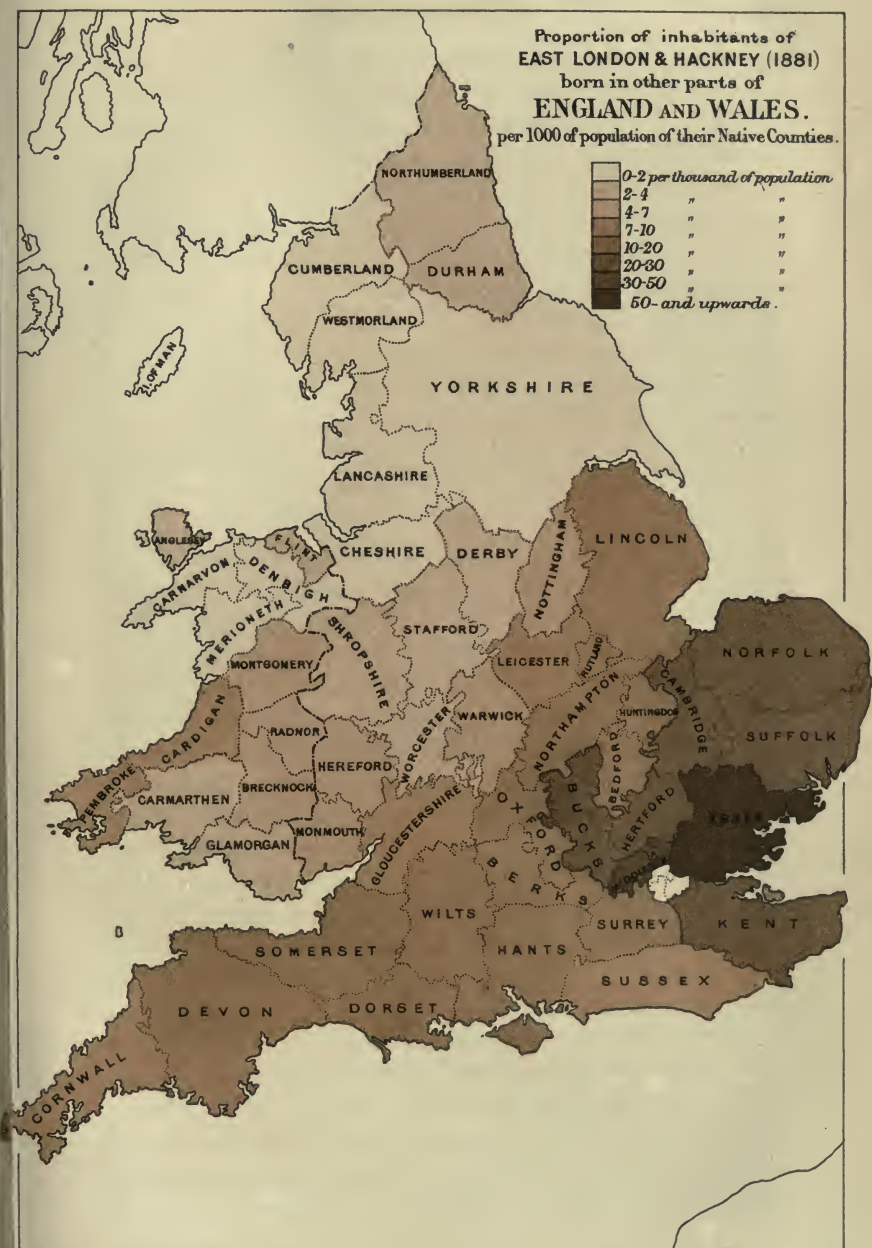 Proportion of inhabitants of
EAST LONDON & HACKNEY (1881)
born in other parts of
ENGLAND AND WALES.
per 1000 of population of their Native Counties.
0-2 per thousand of population
2-4 " "
4-7 " "
7-10 " "
10-20 " "
20-30 " "
30-50 " "
50- and upwards.
NORTHUMBERLAND
CUMBERLAND
DURHAM
WESTMORLAND
I. OF MAN
YORKSHIRE
LANCASHIRE
ANGLESEY
FLINT
CHESHIRE
DERBY
NOTTINGHAM
LINCOLN
CARNARVON
DENBIGH
MERIONETH
SHROPSHIRE
STAFFORD
LEICESTER
RUTLAND
NORFOLK
MONTGOMERY
NORTHAMPTON
HUNTINGDON
CAMBRIDGE
SUFFOLK
CARDIGAN
RADNOR
HEREFORD
WORCESTER
WARWICK
BEDFORD
PEMBROKE
CARMARTHEN
BRECKNOCK
GLOUCESTERSHIRE
OXFORD
BUCKS
HERTFORD
ESSEX
GLAMORGAN
MONMOUTH
BERKS
MIDDLESEX
WILTS
SURREY
KENT
SOMERSET
HANTS
SUSSEX
DEVON
DORSET
CORNWALL